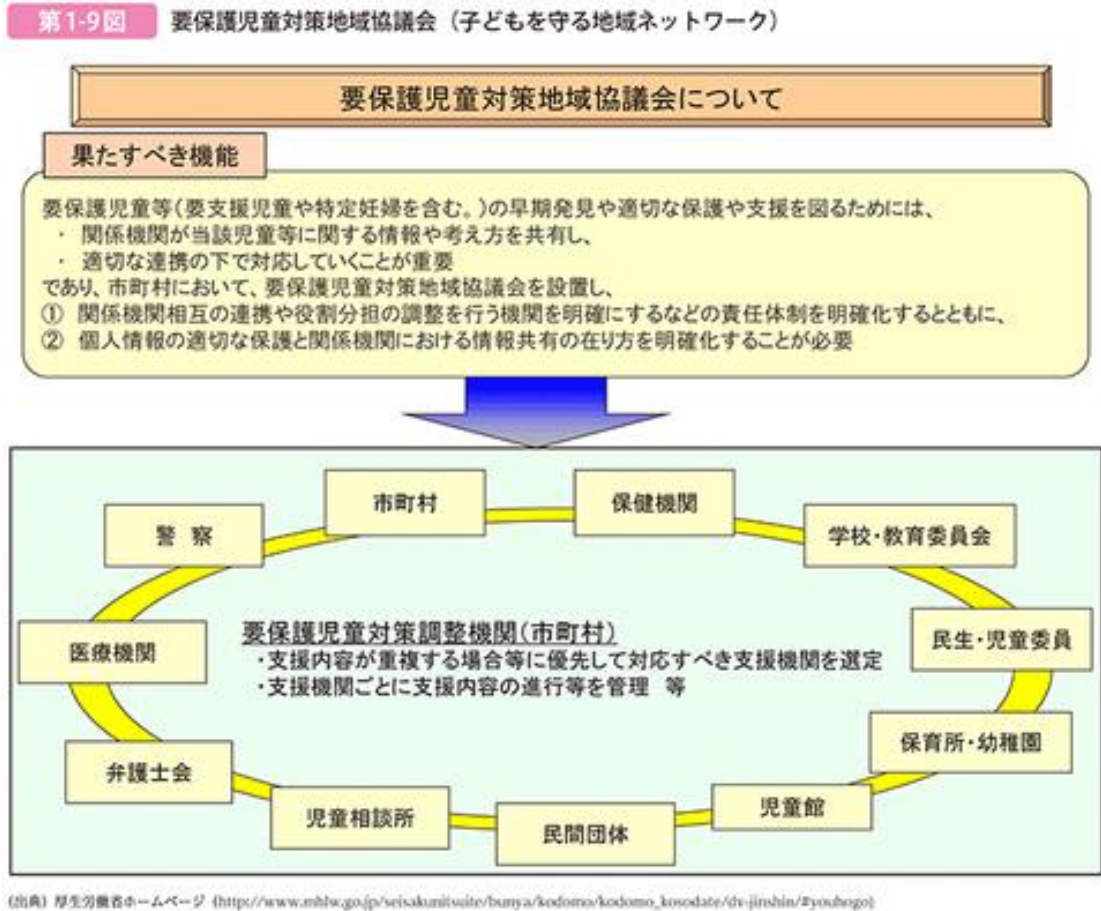 第1-9図 要保護児童対策地域協議会（子どもを守る地域ネットワーク）
要保護児童対策地域協議会について
果たすべき機能
要保護児童等(要支援児童や特定妊婦を含む。)の早期発見や適切な保護や支援を図るためには、
・ 関係機関が当該児童等に関する情報や考え方を共有し、
・ 適切な連携の下で対応していくことが重要
であり、市町村において、要保護児童対策地域協議会を設置し、
① 関係機関相互の連携や役割分担の調整を行う機関を明確にするなどの責任体制を明確化するとともに、
② 個人情報の適切な保護と関係機関における情報共有の在り方を明確化することが必要
市町村
保健機関
警 察
学校・教育委員会
医療機関
民生・児童委員
要保護児童対策調整機関(市町村)
・支援内容が重複する場合等に優先して対応すべき支援機関を選定
・支援機関ごとに支援内容の進行等を管理 等
弁護士会
保育所・幼稚園
児童相談所
民間団体
児童館
(出典) 厚生労働省ホームページ (http://www.mhlw.go.jp/seisakunitsuite/bunya/kodomo/kodomo_kosodate/dv-jinshin/#youhogo)